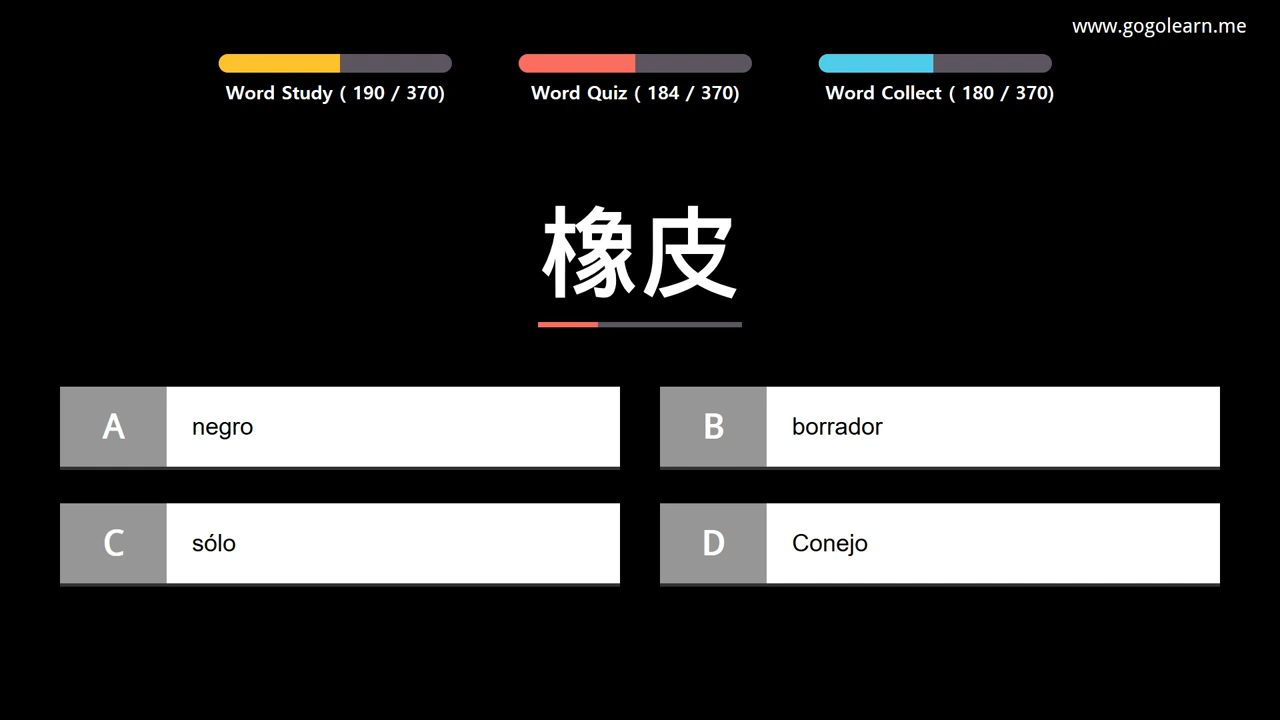 www.gogolearn.me
Word Study ( 190 / 370)
Word Quiz ( 184 / 370)
Word Collect ( 180 / 370)
橡皮
A negro
B borrador
C sólo
D Conejo